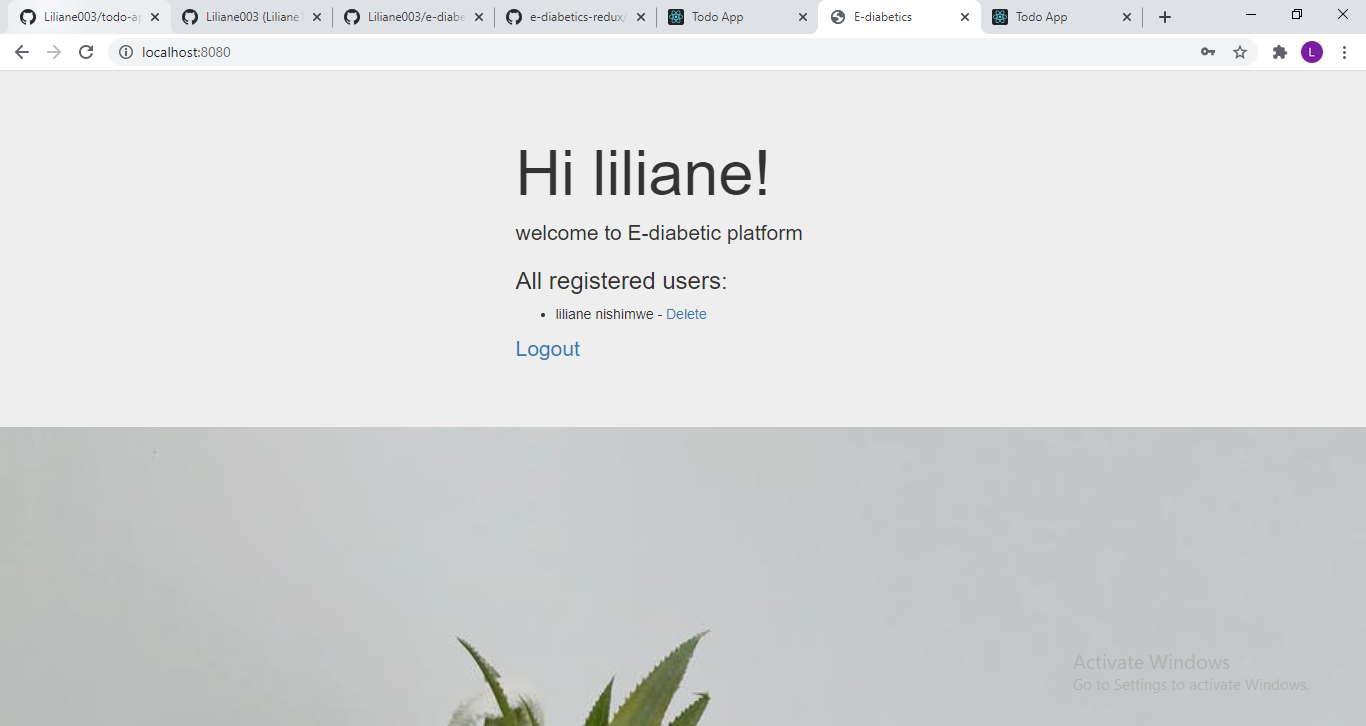 Liliane003/todo-ap
Liliane003 (Liliane
Liliane003/e-diabe
e-diabetics-redux/
Todo App
E-diabetics
Todo App
localhost:8080
L
Hi liliane!
welcome to E-diabetic platform
All registered users:
• liliane nishimwe - Delete
Logout
Activate Windows
Go to Settings to activate Windows.